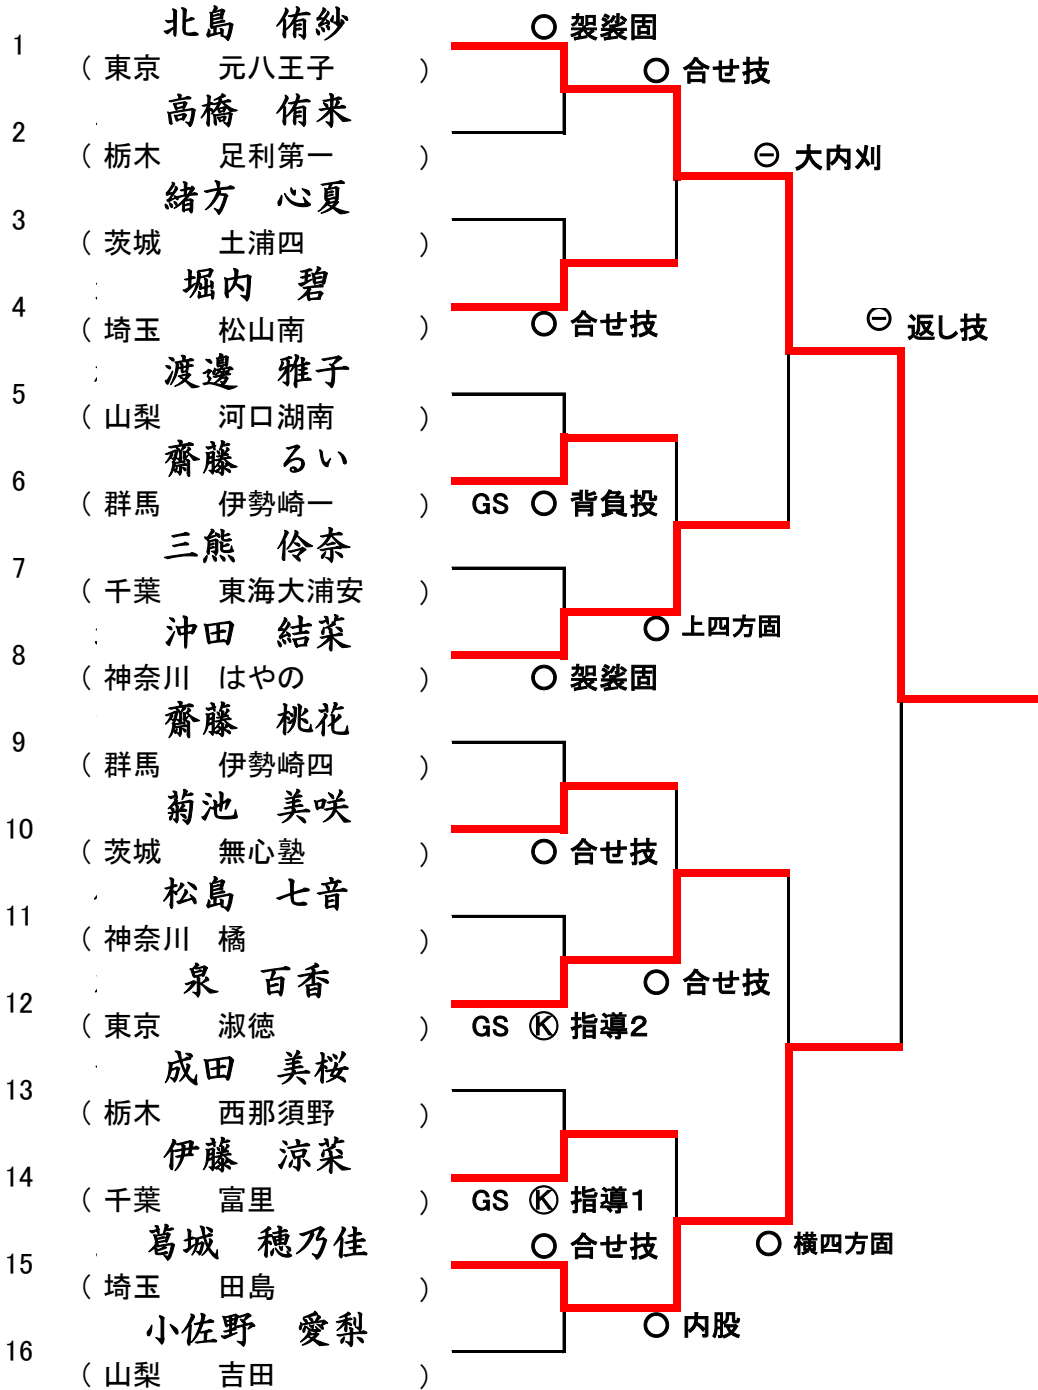 1 北島 侑紗 ○ 袈裟固
( 東京 元八王子 ) ○ 合せ技
2 高橋 侑来
( 栃木 足利第一 ) ㊀ 大内刈
3 緒方 心夏
( 茨城 土浦四 )
4 堀内 碧
( 埼玉 松山南 ) ○ 合せ技 ㊀ 返し技
5 渡邊 雅子
( 山梨 河口湖南 )
6 齋藤 るい
( 群馬 伊勢崎一 ) GS ○ 背負投
7 三熊 伶奈
( 千葉 東海大浦安 )
8 沖田 結菜 ○ 上四方固
( 神奈川 はやの ) ○ 袈裟固
9 齋藤 桃花
( 群馬 伊勢崎四 )
10 菊池 美咲
( 茨城 無心塾 ) ○ 合せ技
11 松島 七音
( 神奈川 橘 )
12 泉 百香 ○ 合せ技
( 東京 淑徳 ) GS Ⓚ 指導2
13 成田 美桜
( 栃木 西那須野 )
14 伊藤 涼菜
( 千葉 富里 ) GS Ⓚ 指導1
15 葛城 穂乃佳 ○ 合せ技 ○ 横四方固
( 埼玉 田島 )
16 小佐野 愛梨 ○ 内股
( 山梨 吉田 )